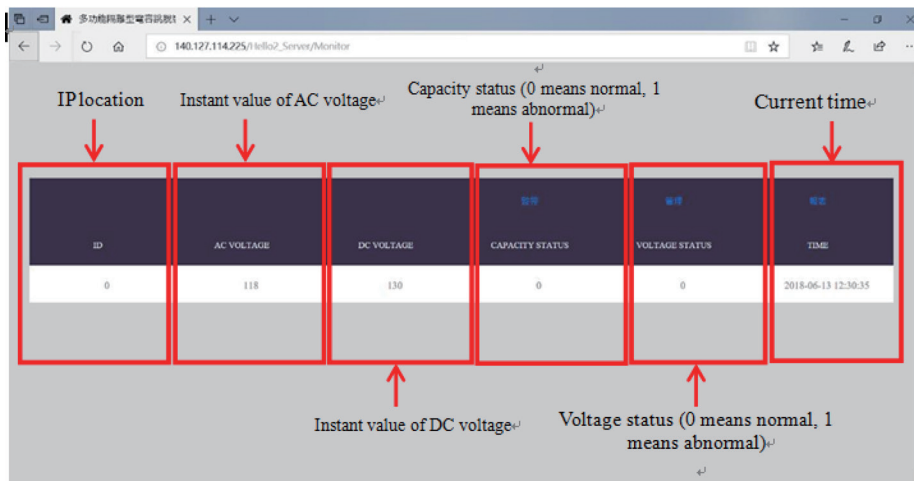 140.127.114.225/Hello2_Server/Monitor
IP location
Instant value of AC voltage
Capacity status (0 means normal, 1
means abnormal)
Current time
ID
AC VOLTAGE
DC VOLTAGE
CAPACITY STATUS
VOLTAGE STATUS
TIME
0
118
130
0
0
2018-06-13 12:30:35
Instant value of DC voltage
Voltage status (0 means normal, 1
means abnormal)